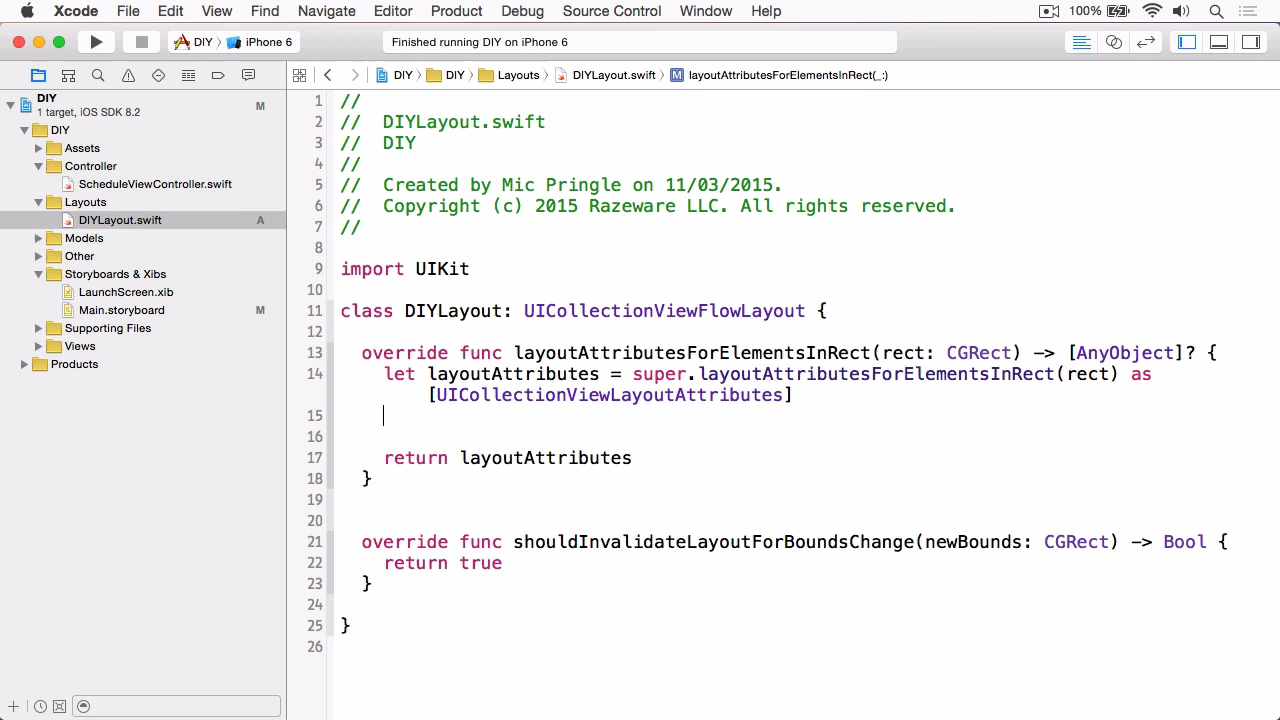 Xcode File Edit View Find Navigate Editor Product Debug Source Control Window Help 100%
DIY iPhone 6 Finished running DIY on iPhone 6
DIY DIY Layouts DIYLayout.swift M layoutAttributesForElementsInRect(_:)
DIY
1 target, iOS SDK 8.2 M
DIY
Assets
Controller
ScheduleViewController.swift
Layouts
DIYLayout.swift A
Models
Other
Storyboards & Xibs
LaunchScreen.xib
Main.storyboard M
Supporting Files
Views
Products
1 //
2 //  DIYLayout.swift
3 //  DIY
4 //
5 //  Created by Mic Pringle on 11/03/2015.
6 //  Copyright (c) 2015 Razeware LLC. All rights reserved.
7 //
8
9 import UIKit
10
11 class DIYLayout: UICollectionViewFlowLayout {
12
13   override func layoutAttributesForElementsInRect(rect: CGRect) -> [AnyObject]? {
14     let layoutAttributes = super.layoutAttributesForElementsInRect(rect) as
[UICollectionViewLayoutAttributes]
15
16
17     return layoutAttributes
18   }
19
20
21   override func shouldInvalidateLayoutForBoundsChange(newBounds: CGRect) -> Bool {
22     return true
23   }
24
25 }
26